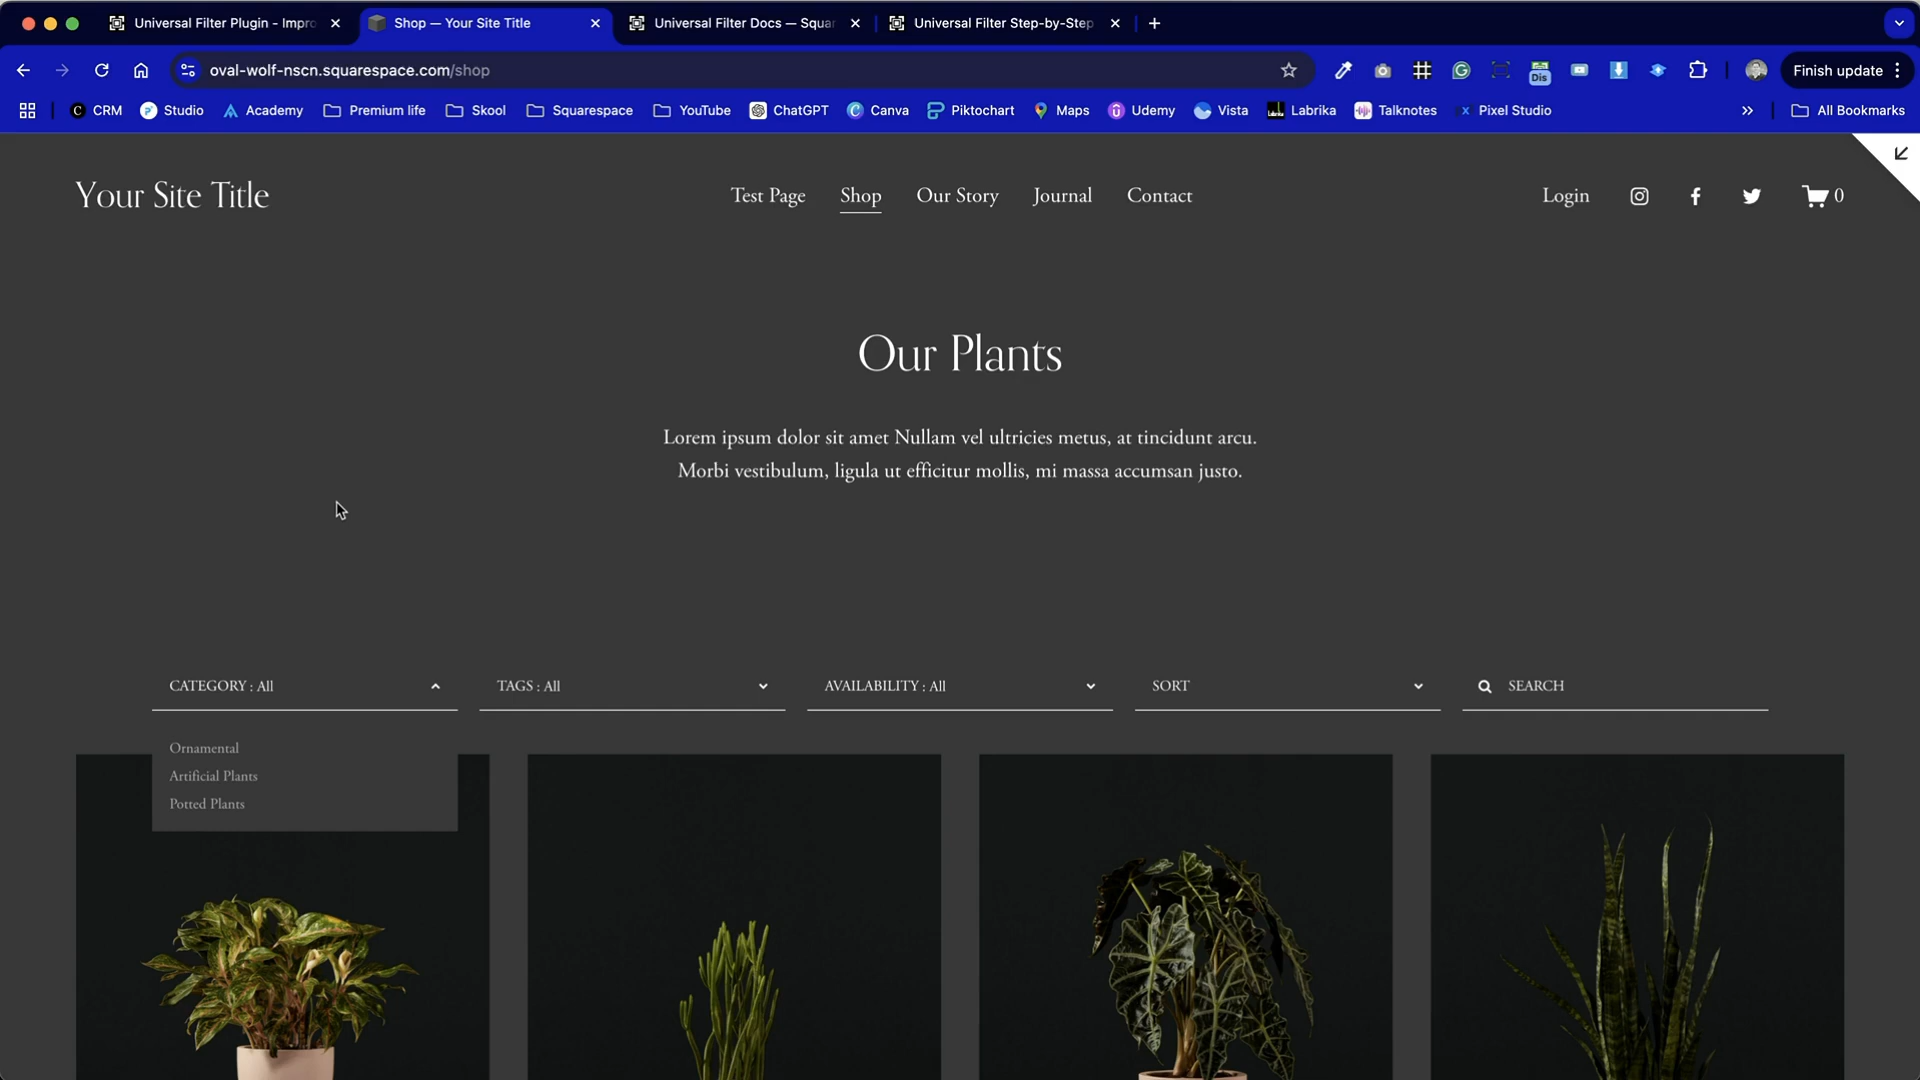 Universal Filter Plugin - Impro
Shop — Your Site Title
Universal Filter Docs — Squar
Universal Filter Step-by-Step
oval-wolf-nscn.squarespace.com/shop
Dis
Finish update
CRM
Studio
Academy
Premium life
Skool
Squarespace
YouTube
ChatGPT
Canva
Piktochart
Maps
Udemy
Vista
Labrika
Talknotes
Pixel Studio
All Bookmarks
Your Site Title
Test Page
Shop
Our Story
Journal
Contact
Login
0
Our Plants
Lorem ipsum dolor sit amet Nullam vel ultricies metus, at tincidunt arcu.
Morbi vestibulum, ligula ut efficitur mollis, mi massa accumsan justo.
CATEGORY : All
TAGS : All
AVAILABILITY : All
SORT
SEARCH
Ornamental
Artificial Plants
Potted Plants